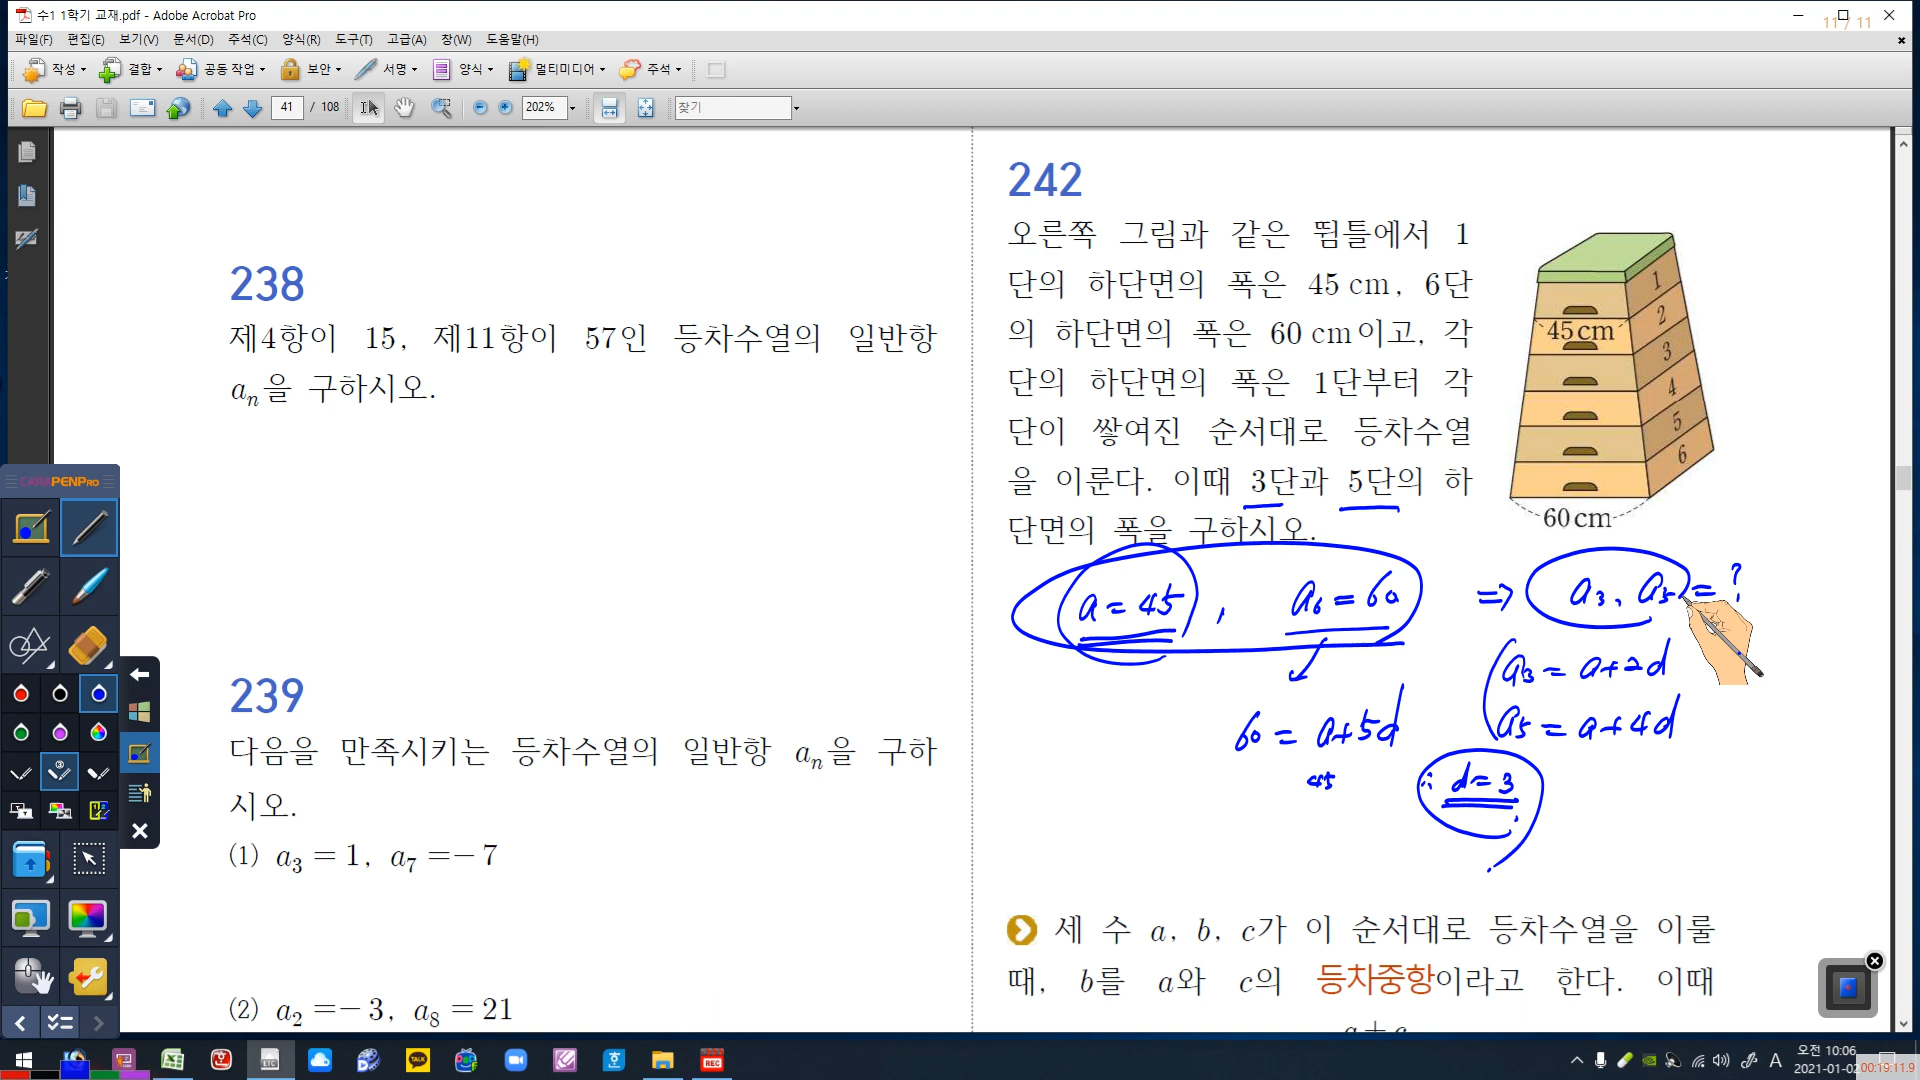 수1 1학기 교재.pdf - Adobe Acrobat Pro
11 / 11
파일(F) 편집(E) 보기(V) 문서(D) 주석(C) 양식(R) 도구(T) 고급(A) 창(W) 도움말(H)
작성 결합 공동 작업 보안 서명 양식 멀티미디어 주석
41 / 108 202% 찾기
238
제4항이 15, 제11항이 57인 등차수열의 일반항
aₙ을 구하시오.
239
다음을 만족시키는 등차수열의 일반항 aₙ을 구하
시오.
(1) a₃ = 1, a₇ =− 7
(2) a₂ =− 3, a₈ = 21
242
오른쪽 그림과 같은 뜀틀에서 1
단의 하단면의 폭은 45 cm, 6단
의 하단면의 폭은 60 cm이고, 각
단의 하단면의 폭은 1단부터 각
단이 쌓여진 순서대로 등차수열
을 이룬다. 이때 3단과 5단의 하
단면의 폭을 구하시오.
1
2
3
4
5
6
45 cm
60 cm
a = 45 , a₆ = 60 ⇒ a₃, a₅ = ?
a₃ = a+2d
60 = a+5d a₅ = a+4d
45 ∴ d = 3
세 수 a, b, c가 이 순서대로 등차수열을 이룰
때, b를 a와 c의 등차중항이라고 한다. 이때
a + c
PENPRO
TALK
ETC
REC
A
오전 10:06
2021-01-02
00:19:11.9